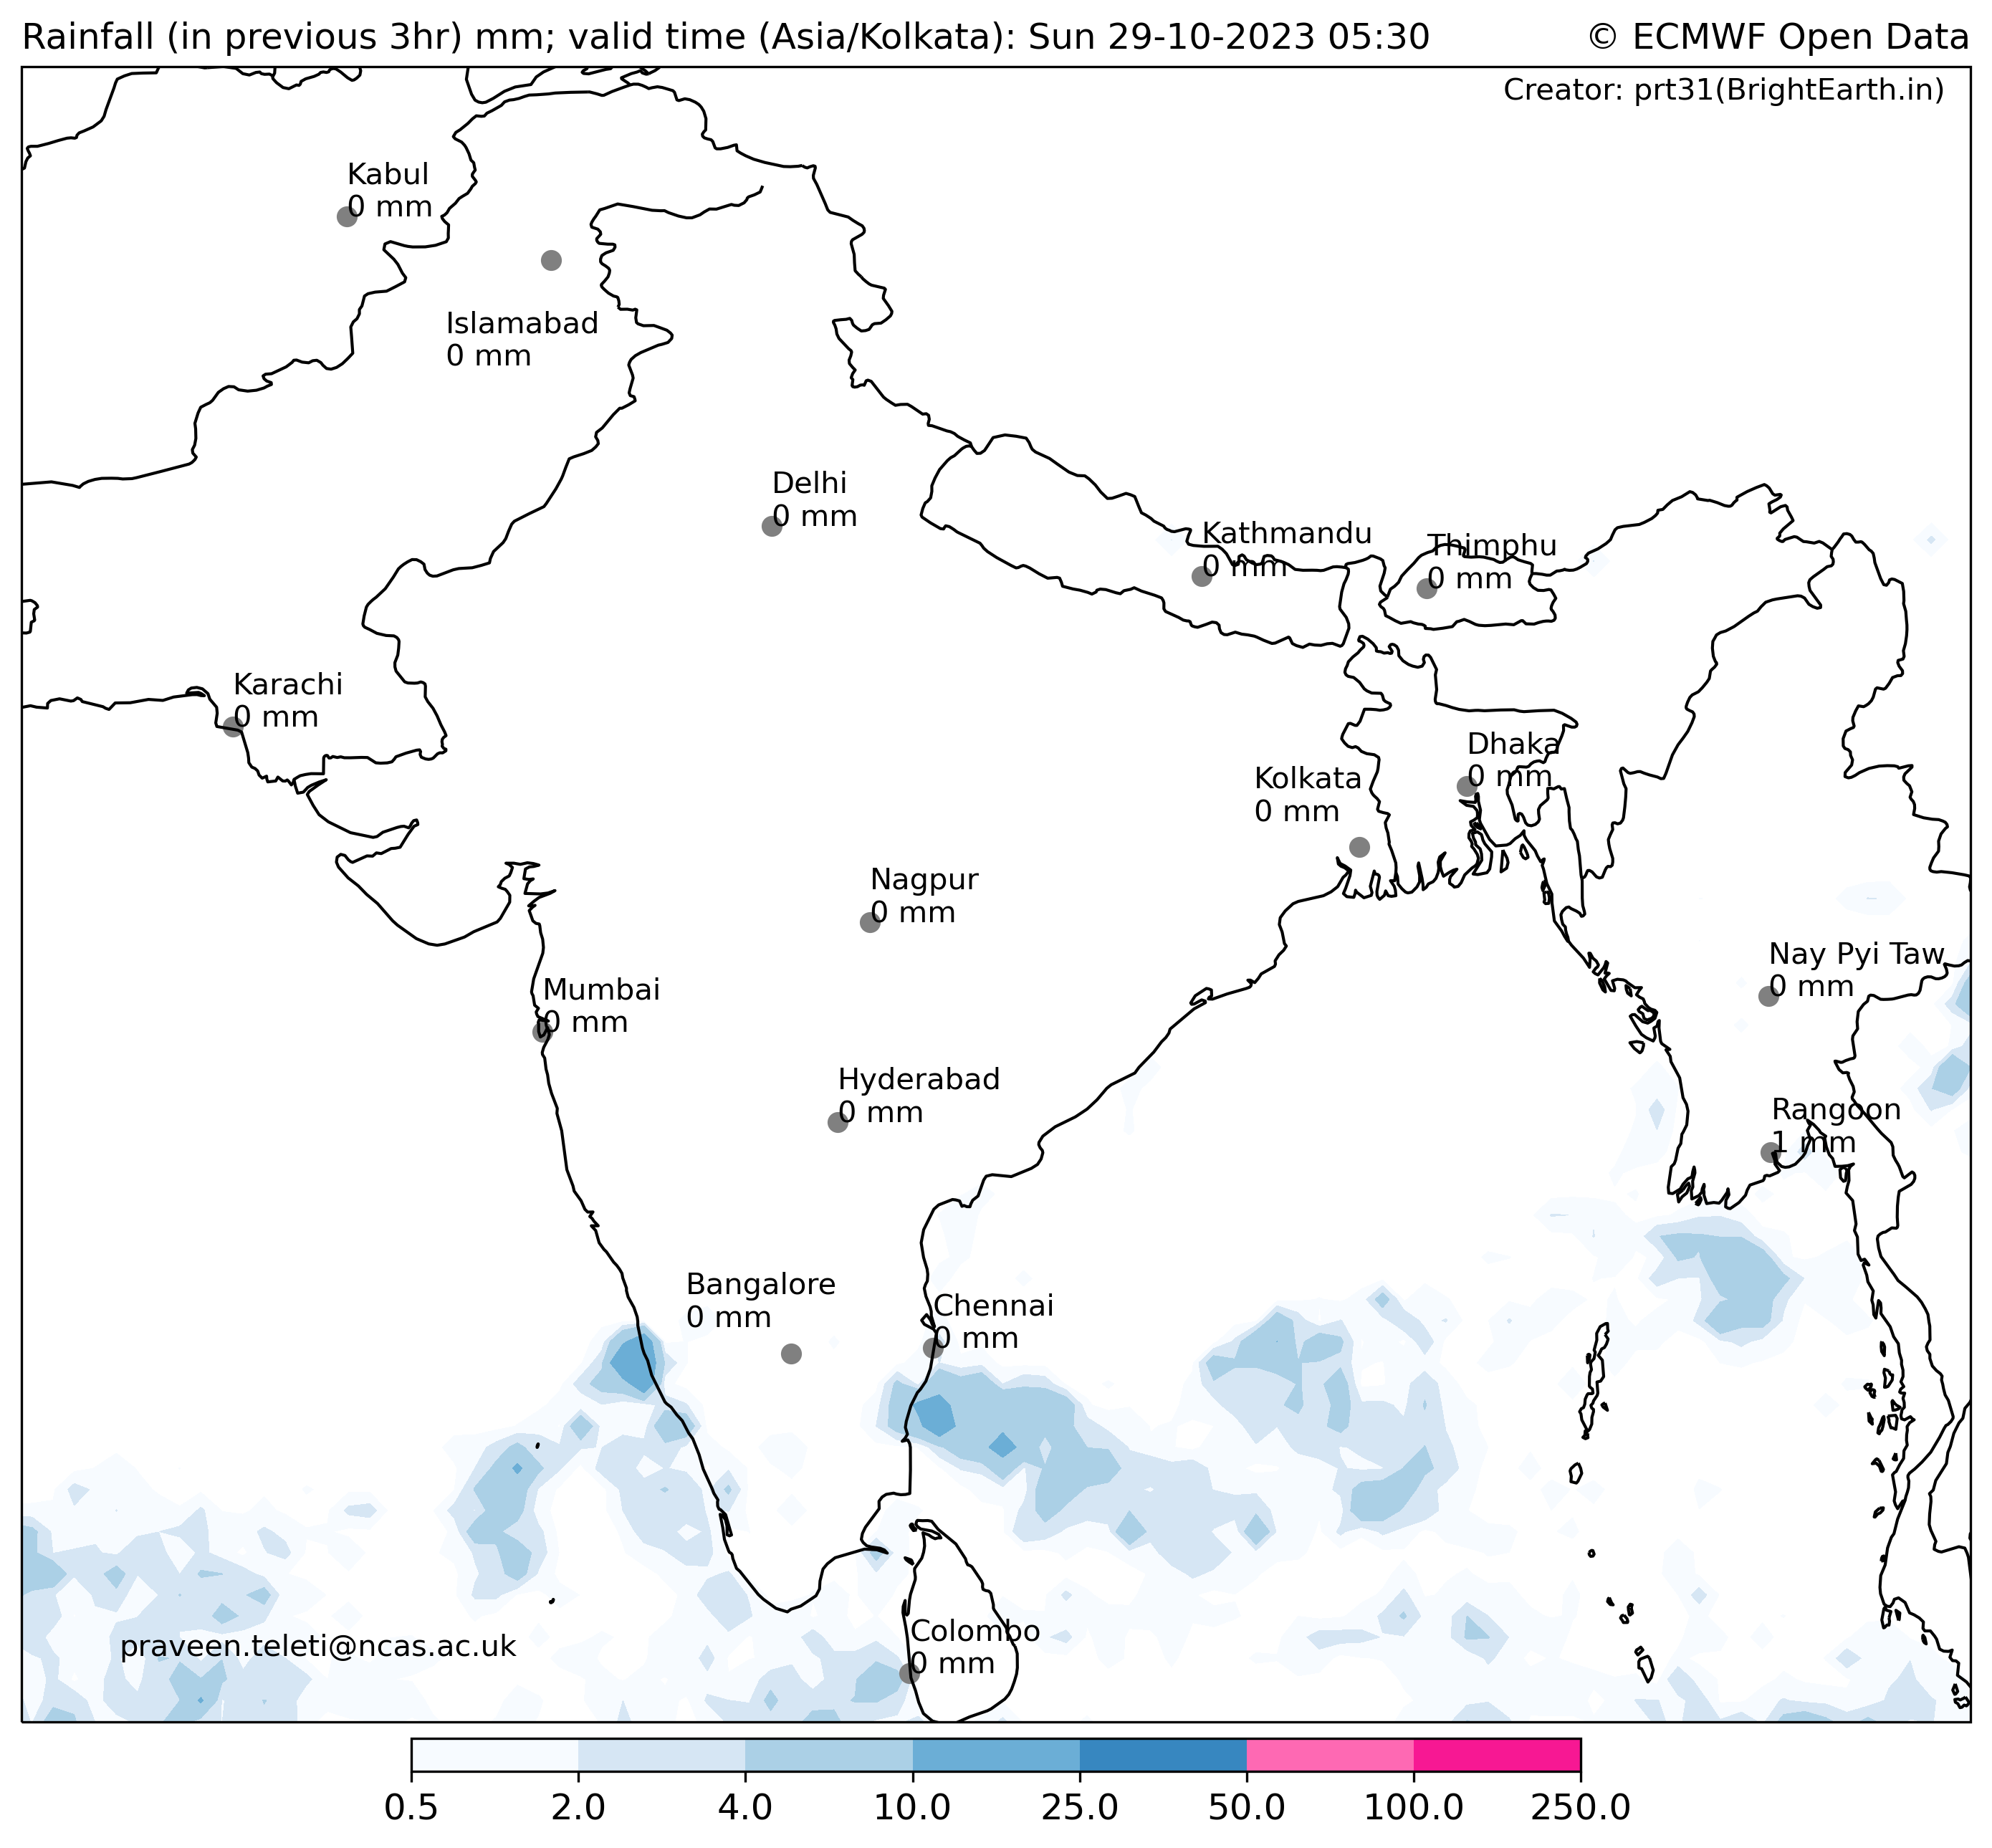 Rainfall (in previous 3hr) mm; valid time (Asia/Kolkata): Sun 29-10-2023 05:30
© ECMWF Open Data
Creator: prt31(BrightEarth.in)
Kabul
0 mm
Islamabad
0 mm
Delhi
0 mm
Kathmandu
0 mm
Thimphu
0 mm
Karachi
0 mm
Dhaka
0 mm
Kolkata
0 mm
Nagpur
0 mm
Nay Pyi Taw
0 mm
Mumbai
0 mm
Hyderabad
0 mm
Rangoon
1 mm
Bangalore
0 mm
Chennai
0 mm
Colombo
0 mm
praveen.teleti@ncas.ac.uk
0.5 2.0 4.0 10.0 25.0 50.0 100.0 250.0